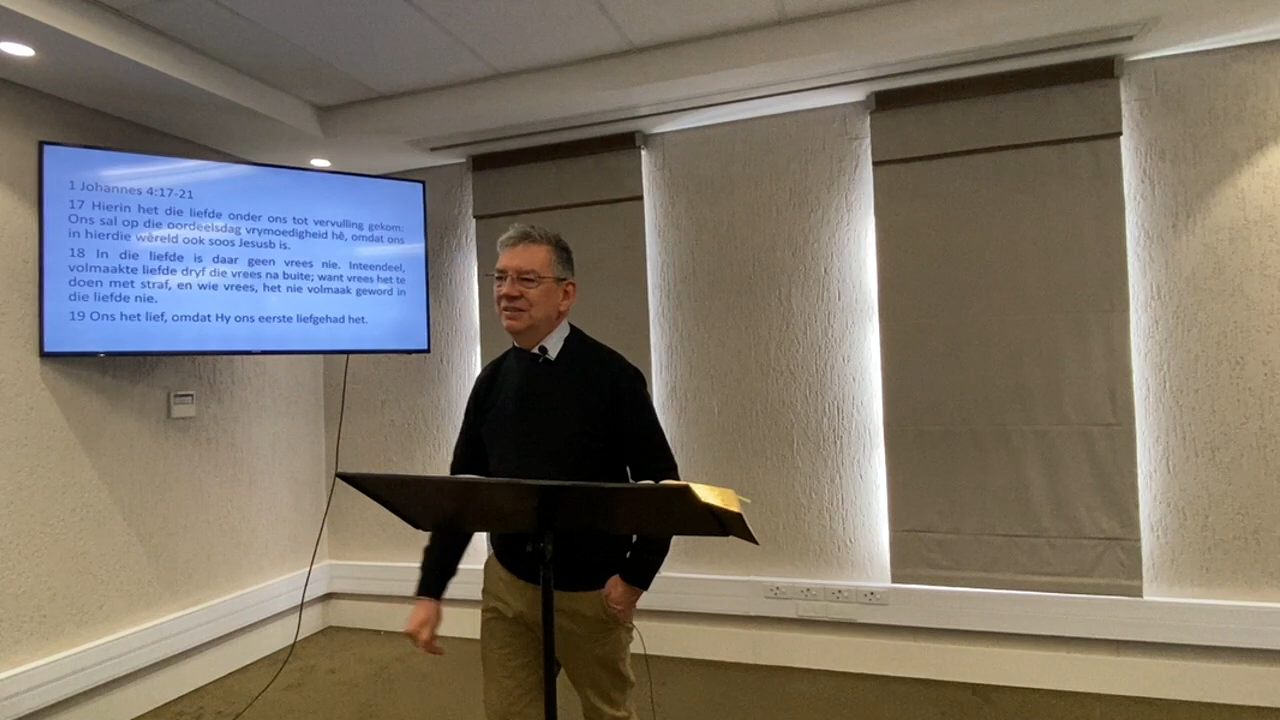 1 Johannes 4:17-21
17 Hierin het die liefde onder ons tot vervulling gekom:
Ons sal op die oordeelsdag vrymoedigheid hê, omdat ons
in hierdie wêreld ook soos Jesusb is.
18 In die liefde is daar geen vrees nie. Inteendeel,
volmaakte liefde dryf die vrees na buite; want vrees het te
doen met straf, en wie vrees, het nie volmaak geword in
die liefde nie.
19 Ons het lief, omdat Hy ons eerste liefgehad het.